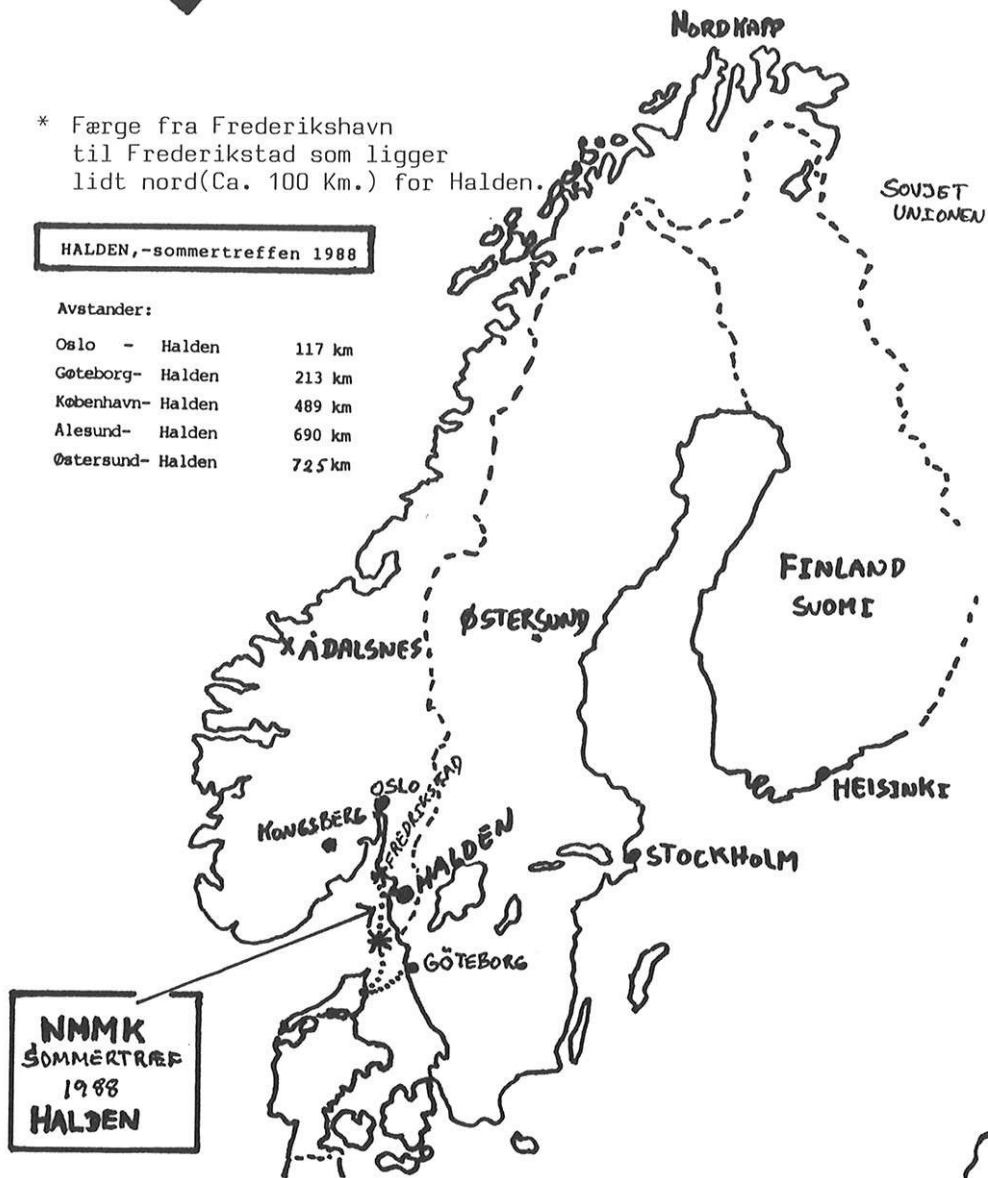 NORDKAPP
* Færge fra Frederikshavn
til Frederikstad som ligger
lidt nord(Ca. 100 Km.) for Halden.
SOVJET
UNIONEN
HALDEN,-sommertreffen 1988
Avstander:
Oslo - Halden 117 km
Gøteborg- Halden 213 km
København- Halden 489 km
Alesund- Halden 690 km
Østersund- Halden 725 km
FINLAND
SUOMI
ØSTERSUND
X ÅDALSNES
OSLO
KONGSBERG
FREDRIKSTAD
HALDEN
HELSINKI
STOCKHOLM
GÖTEBORG
NMMK
SOMMERTRÆF
1988
HALDEN